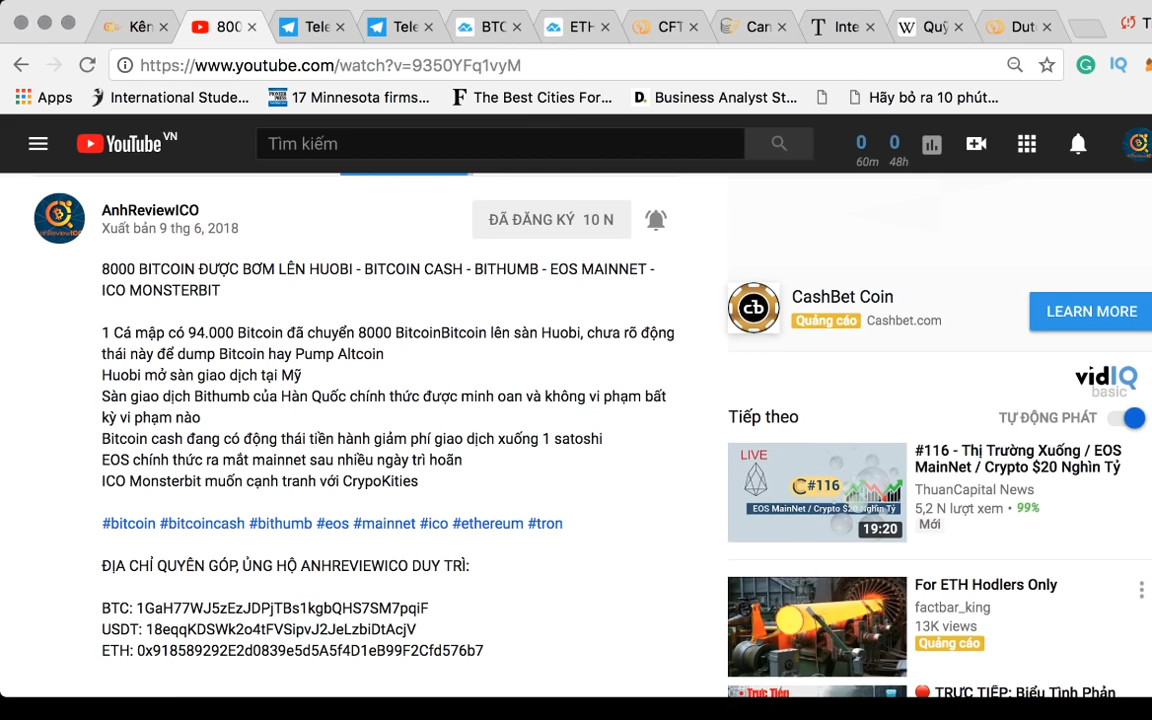 Kên
800
Tele
Tele
BTC
ETH
CFT
Can
Inte
Quỹ
Dut
https://www.youtube.com/watch?v=9350YFq1vyM
IQ
Apps
International Stude...
17 Minnesota firms...
The Best Cities For...
Business Analyst St...
Hãy bỏ ra 10 phút...
YouTube VN
Tìm kiếm
0 0
60m 48h
AnhReviewICO
Xuất bản 9 thg 6, 2018
ĐÃ ĐĂNG KÝ 10 N
8000 BITCOIN ĐƯỢC BƠM LÊN HUOBI - BITCOIN CASH - BITHUMB - EOS MAINNET -
ICO MONSTERBIT
1 Cá mập có 94.000 Bitcoin đã chuyển 8000 BitcoinBitcoin lên sàn Huobi, chưa rõ động
thái này để dump Bitcoin hay Pump Altcoin
Huobi mở sàn giao dịch tại Mỹ
Sàn giao dịch Bithumb của Hàn Quốc chính thức được minh oan và không vi phạm bất
kỳ vi phạm nào
Bitcoin cash đang có động thái tiền hành giảm phí giao dịch xuống 1 satoshi
EOS chính thức ra mắt mainnet sau nhiều ngày trì hoãn
ICO Monsterbit muốn cạnh tranh với CrypoKities
#bitcoin #bitcoincash #bithumb #eos #mainnet #ico #ethereum #tron
ĐỊA CHỈ QUYÊN GÓP, ỦNG HỘ ANHREVIEWICO DUY TRÌ:
BTC: 1GaH77WJ5zEzJDPjTBs1kgbQHS7SM7pqiF
USDT: 18eqqKDSWk2o4tFVSipvJ2JeLzbiDtAcjV
ETH: 0x918589292E2d0839e5d5A5f4D1eB99F2Cfd576b7
CashBet Coin
Quảng cáo Cashbet.com
LEARN MORE
vidIQ
basic
Tiếp theo
TỰ ĐỘNG PHÁT
LIVE
#116
EOS MainNet / Crypto $20 Nghìn Tỷ
19:20
#116 - Thị Trường Xuống / EOS
MainNet / Crypto $20 Nghìn Tỷ
ThuanCapital News
5,2 N lượt xem • 99%
Mới
For ETH Hodlers Only
factbar_king
13K views
Quảng cáo
Trực Tiếp
TRỰC TIẾP: Biểu Tình Phản